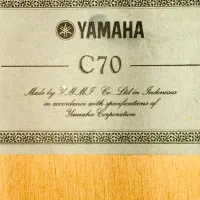 YAMAHA
C70
Made by Y.M.M.I Co., Ltd in Indonesia
in accordance with specifications of
Yamaha Corporation